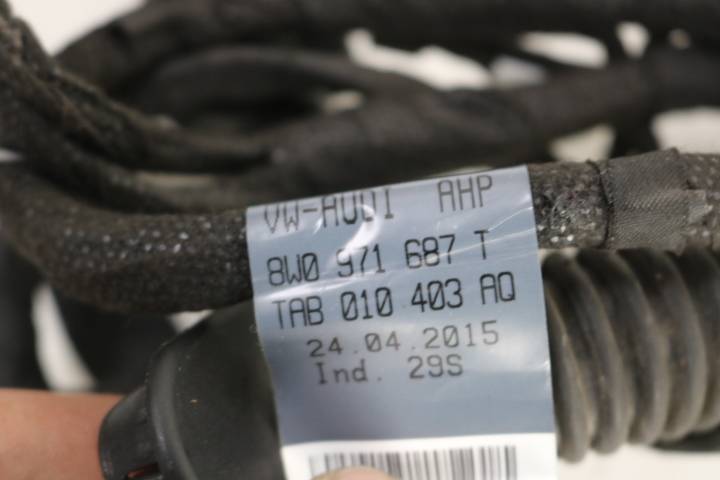 VW-AUDI AHP
8W0 971 687 T
TAB 010 403 AQ
24.04.2015
Ind. 29S